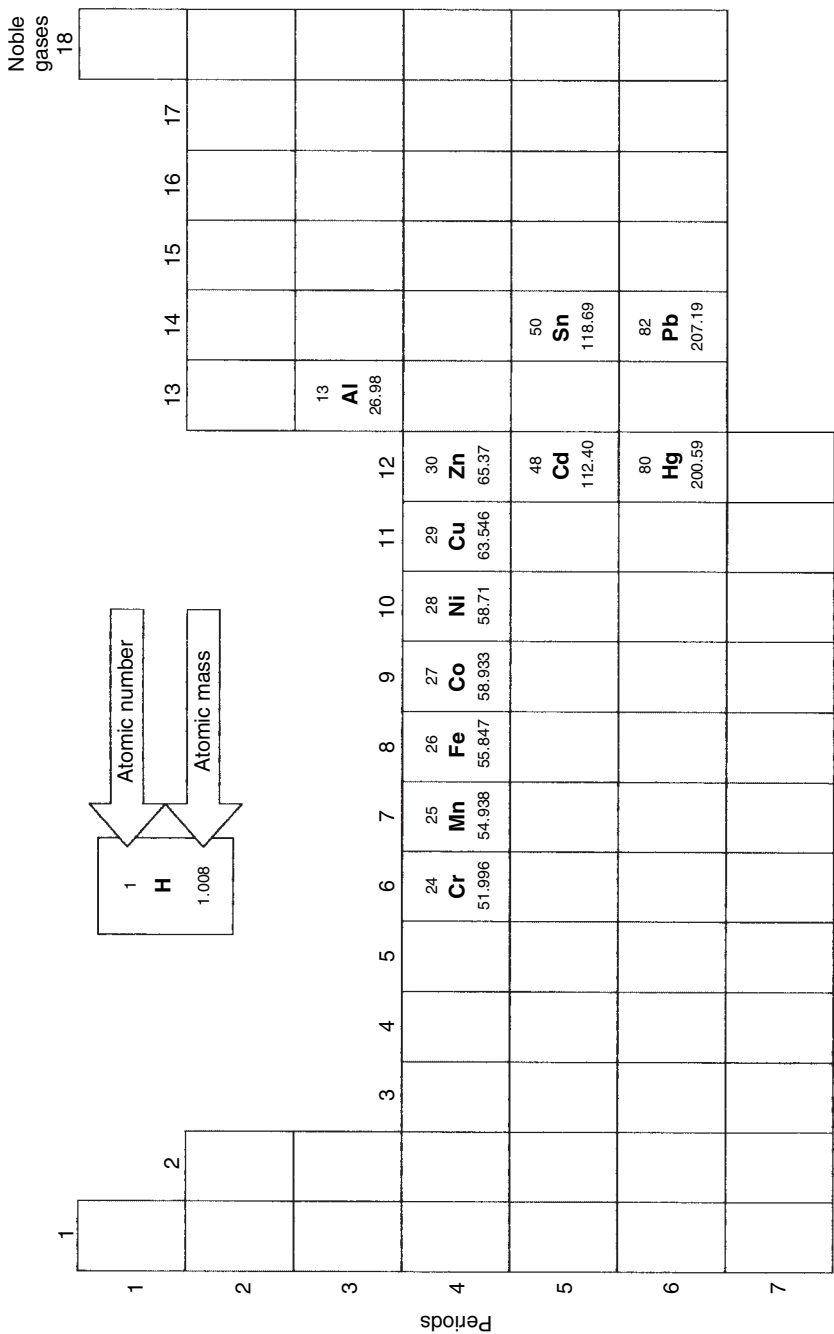 Noble
gases
1
18
2
13
14
15
16
17
3
4
5
6
7
8
9
10
11
12
1
H
1.008
Atomic number
Atomic mass
Periods
1
2
3
13
Al
26.98
4
24
Cr
51.996
25
Mn
54.938
26
Fe
55.847
27
Co
58.933
28
Ni
58.71
29
Cu
63.546
30
Zn
65.37
5
48
Cd
112.40
50
Sn
118.69
6
80
Hg
200.59
82
Pb
207.19
7